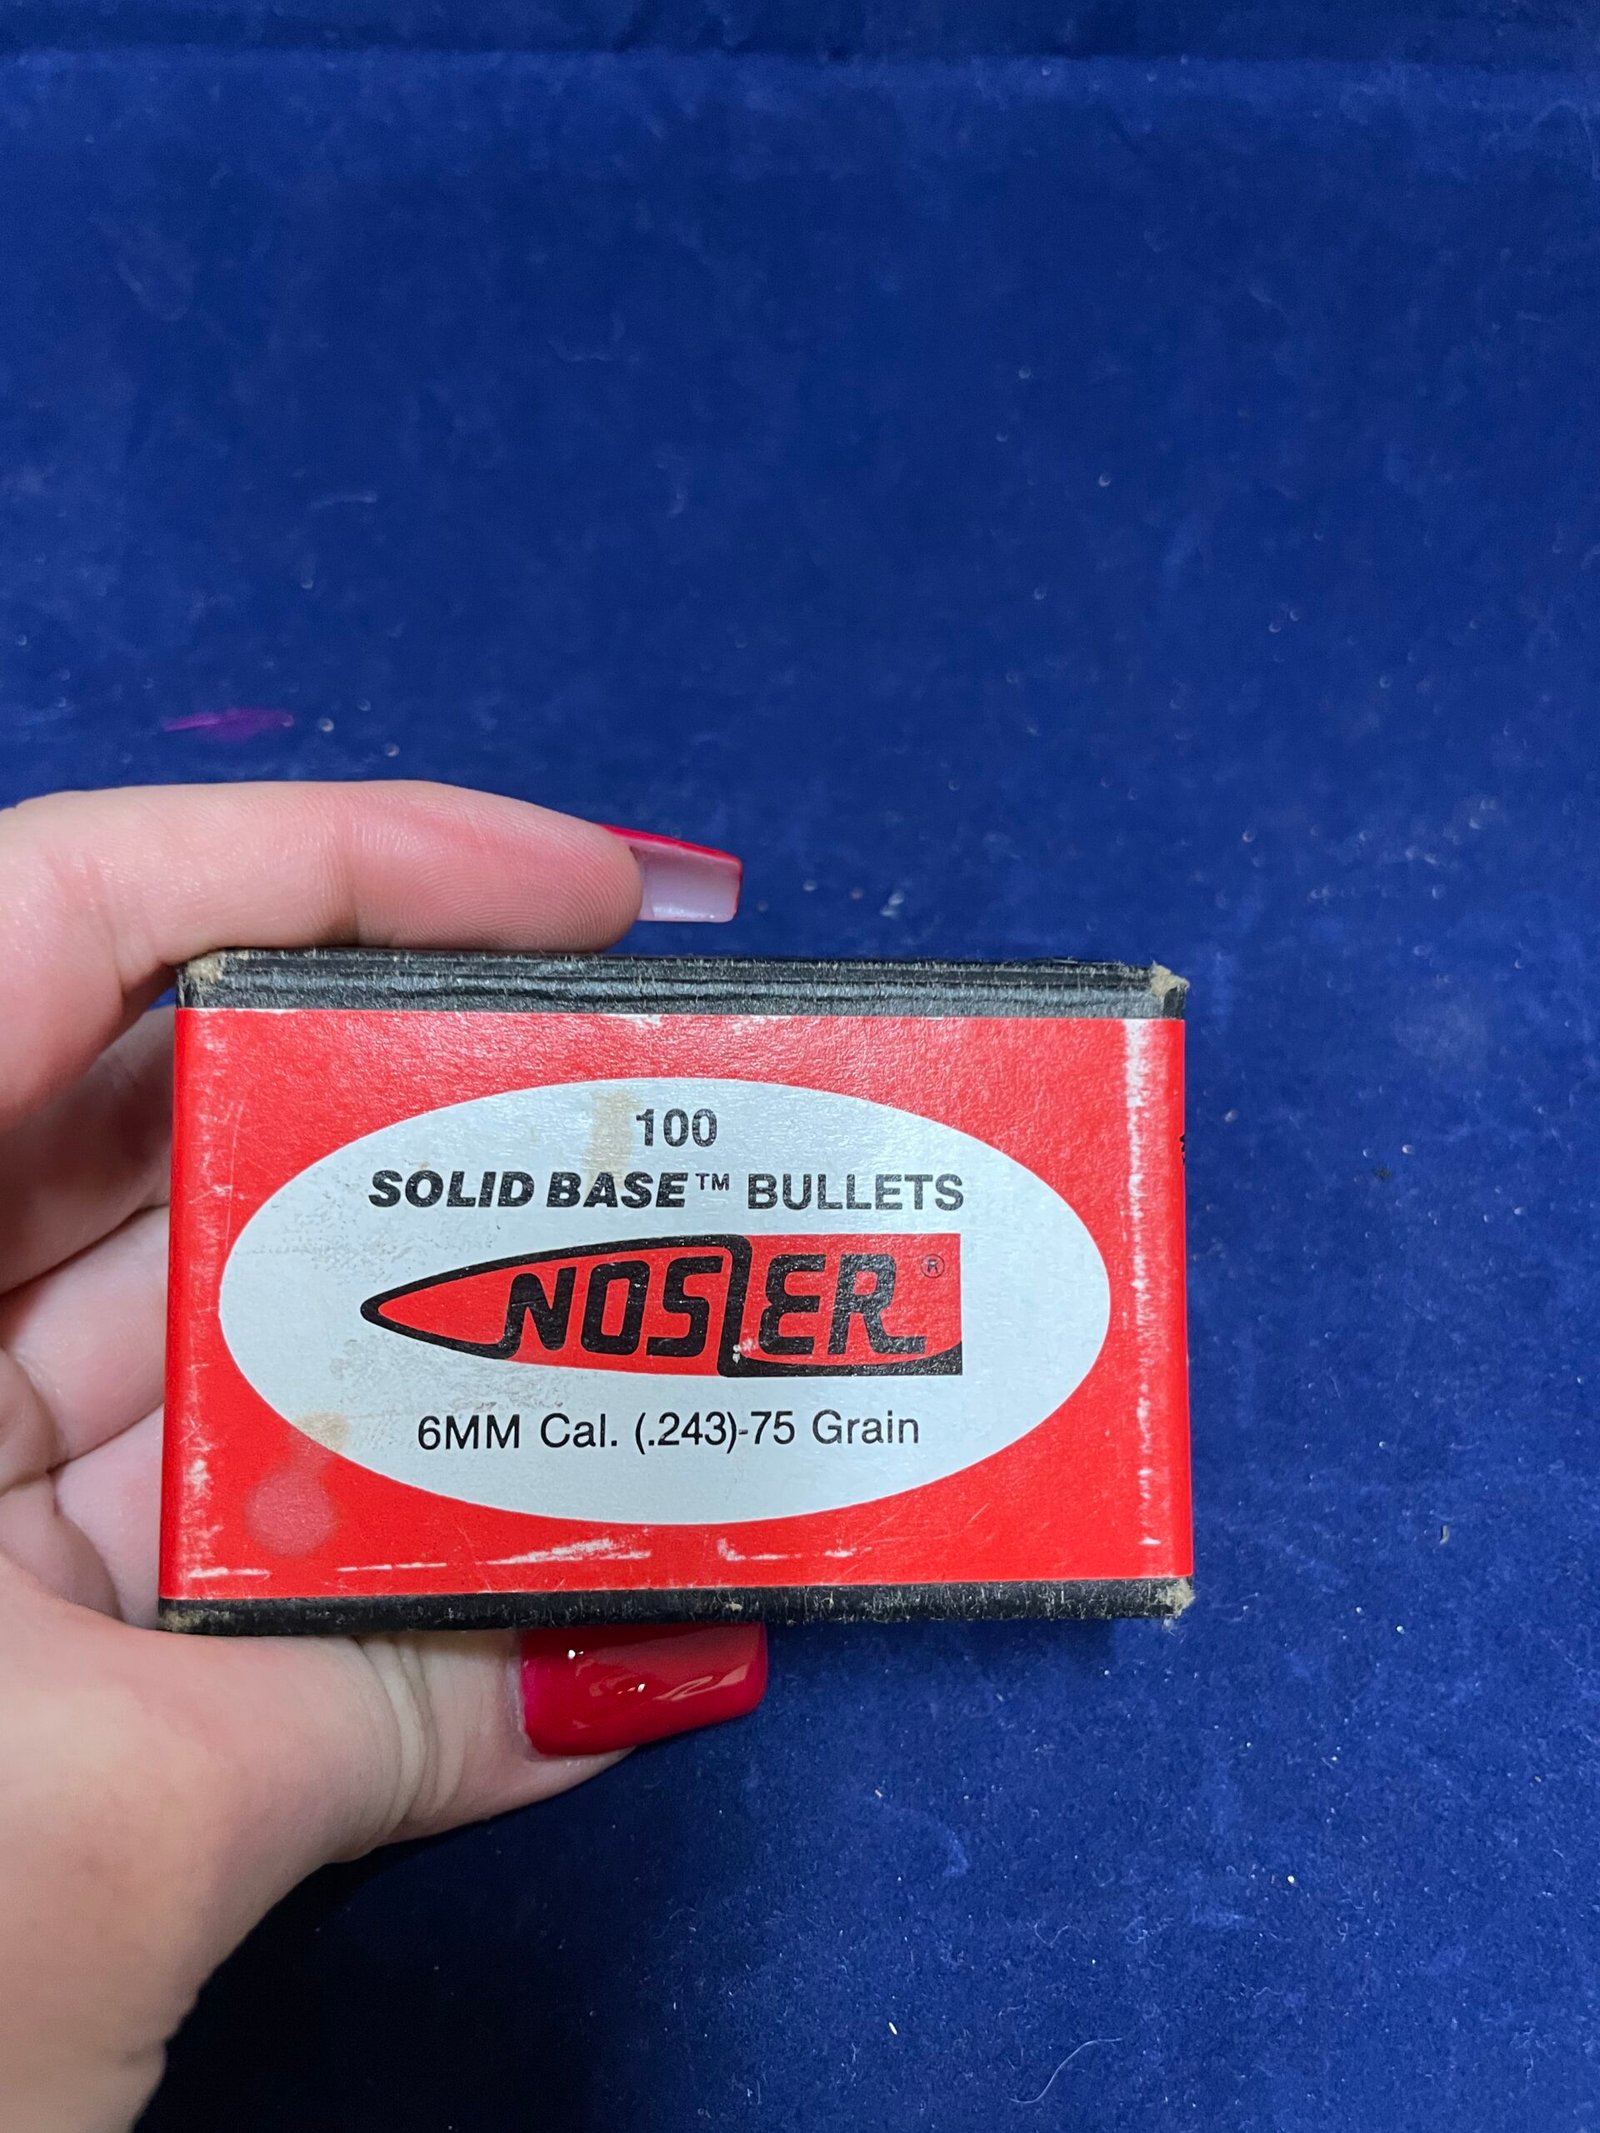 100
SOLID BASE™ BULLETS
NOSLER®
6MM Cal. (.243)-75 Grain